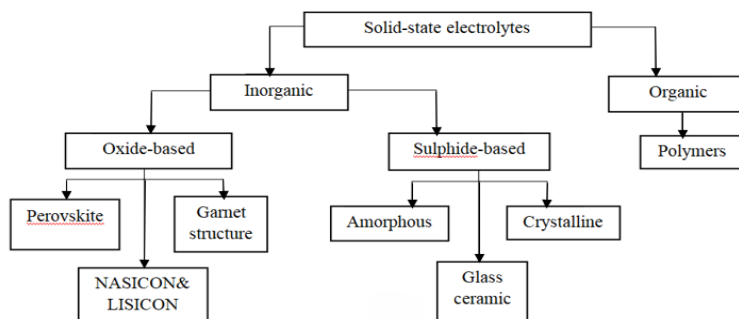 Solid-state electrolytes
Inorganic
Organic
Oxide-based
Sulphide-based
Polymers
Perovskite
Garnet
structure
Amorphous
Crystalline
NASICON&
LISICON
Glass
ceramic